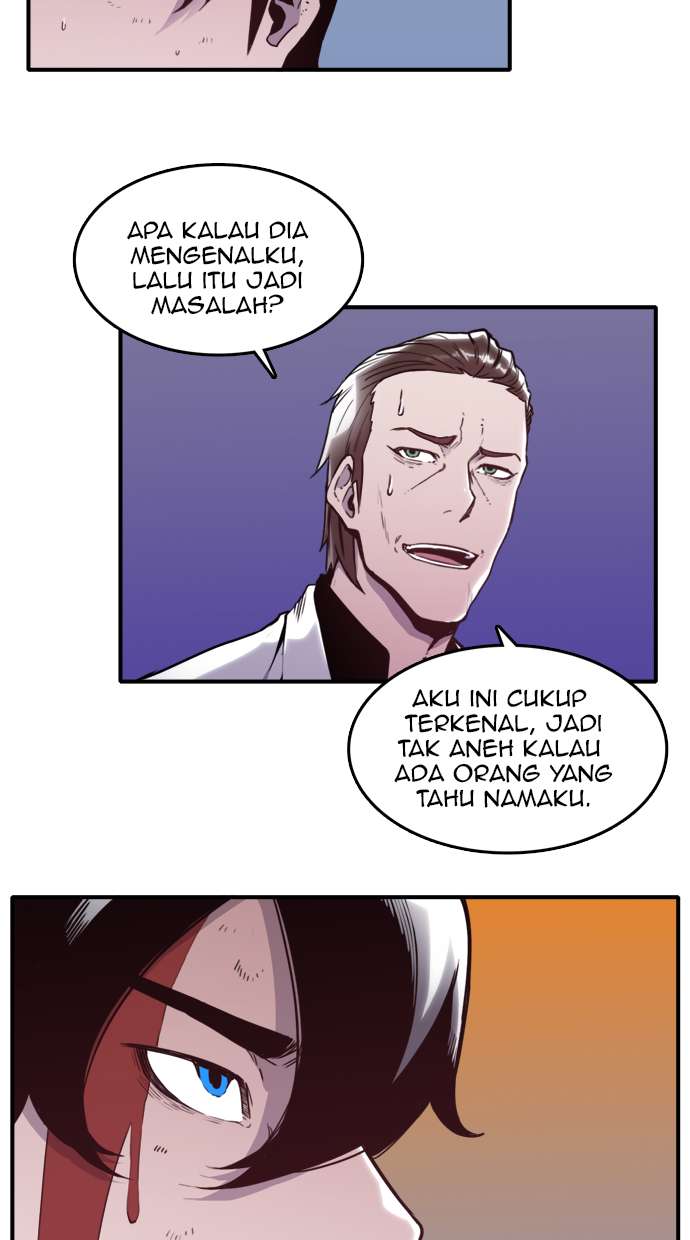 APA KALAU DIA
MENGENALKU,
LALU ITU JADI
MASALAH?
AKU INI CUKUP
TERKENAL, JADI
TAK ANEH KALAU
ADA ORANG YANG
TAHU NAMAKU.